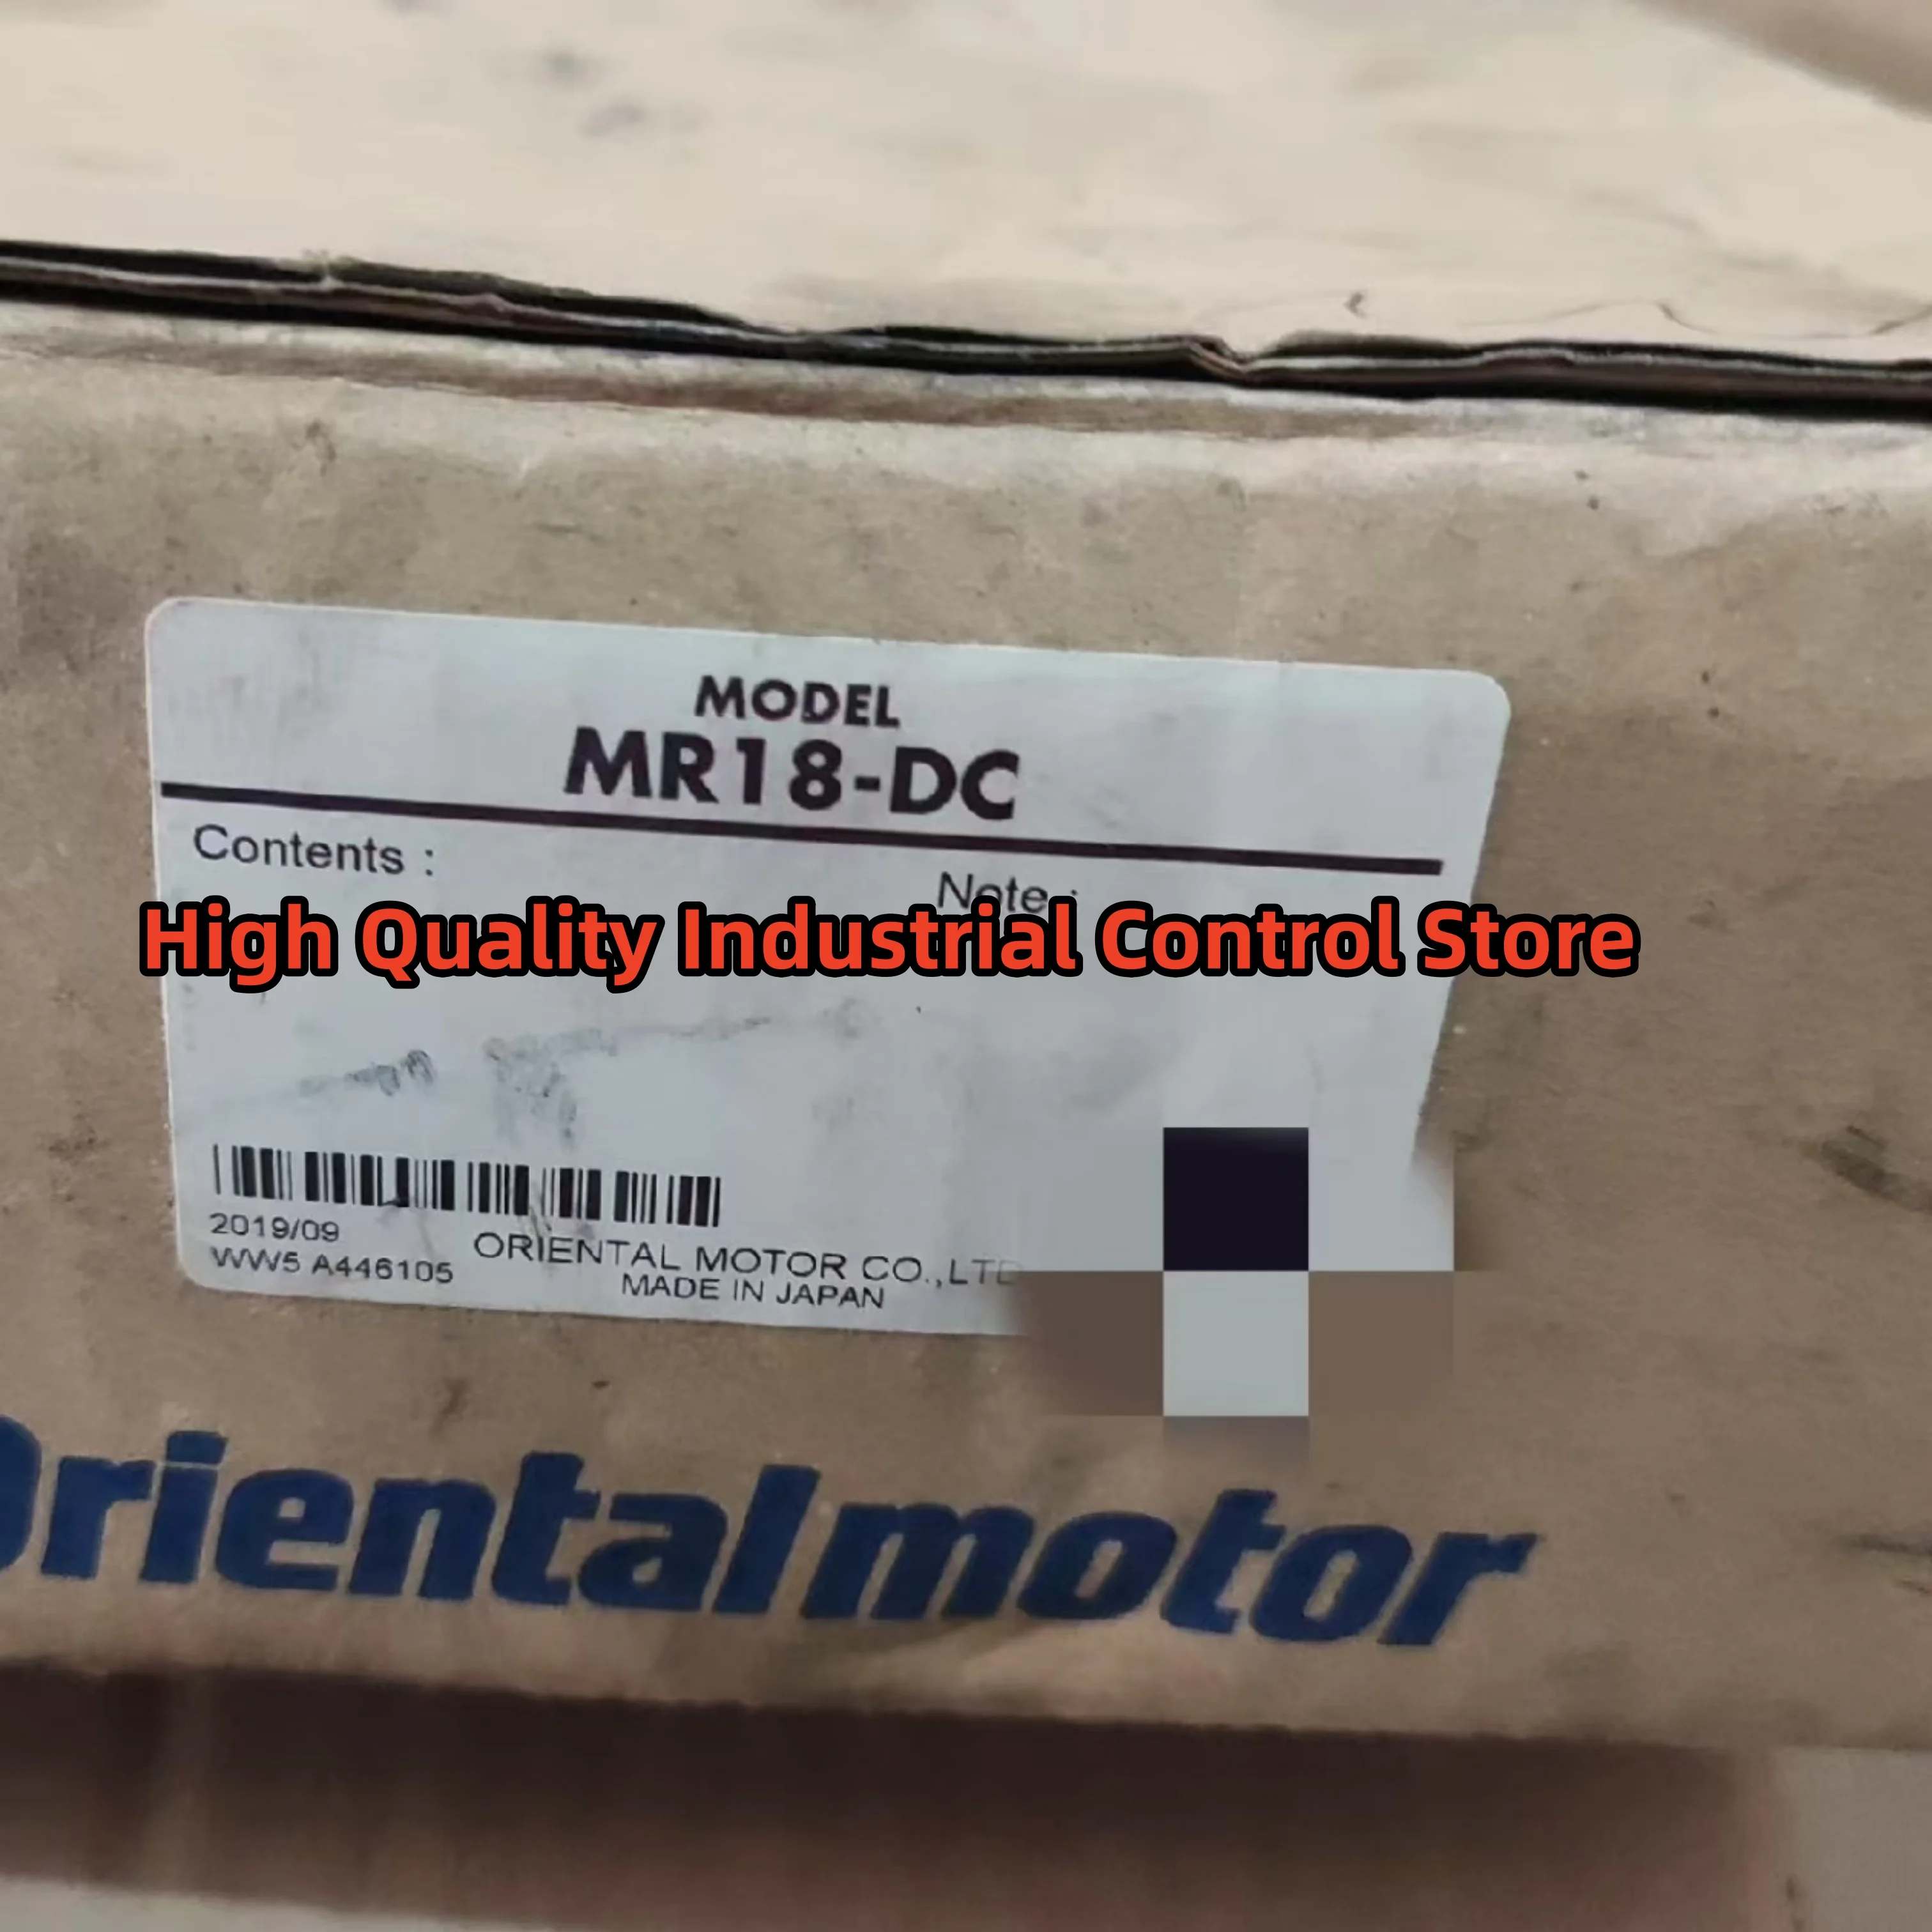 MODEL
MR18-DC
Contents :
Note :
High Quality Industrial Control Store
2019/09
WW5 A446105
ORIENTAL MOTOR CO.,LTD
MADE IN JAPAN
Orientalmotor